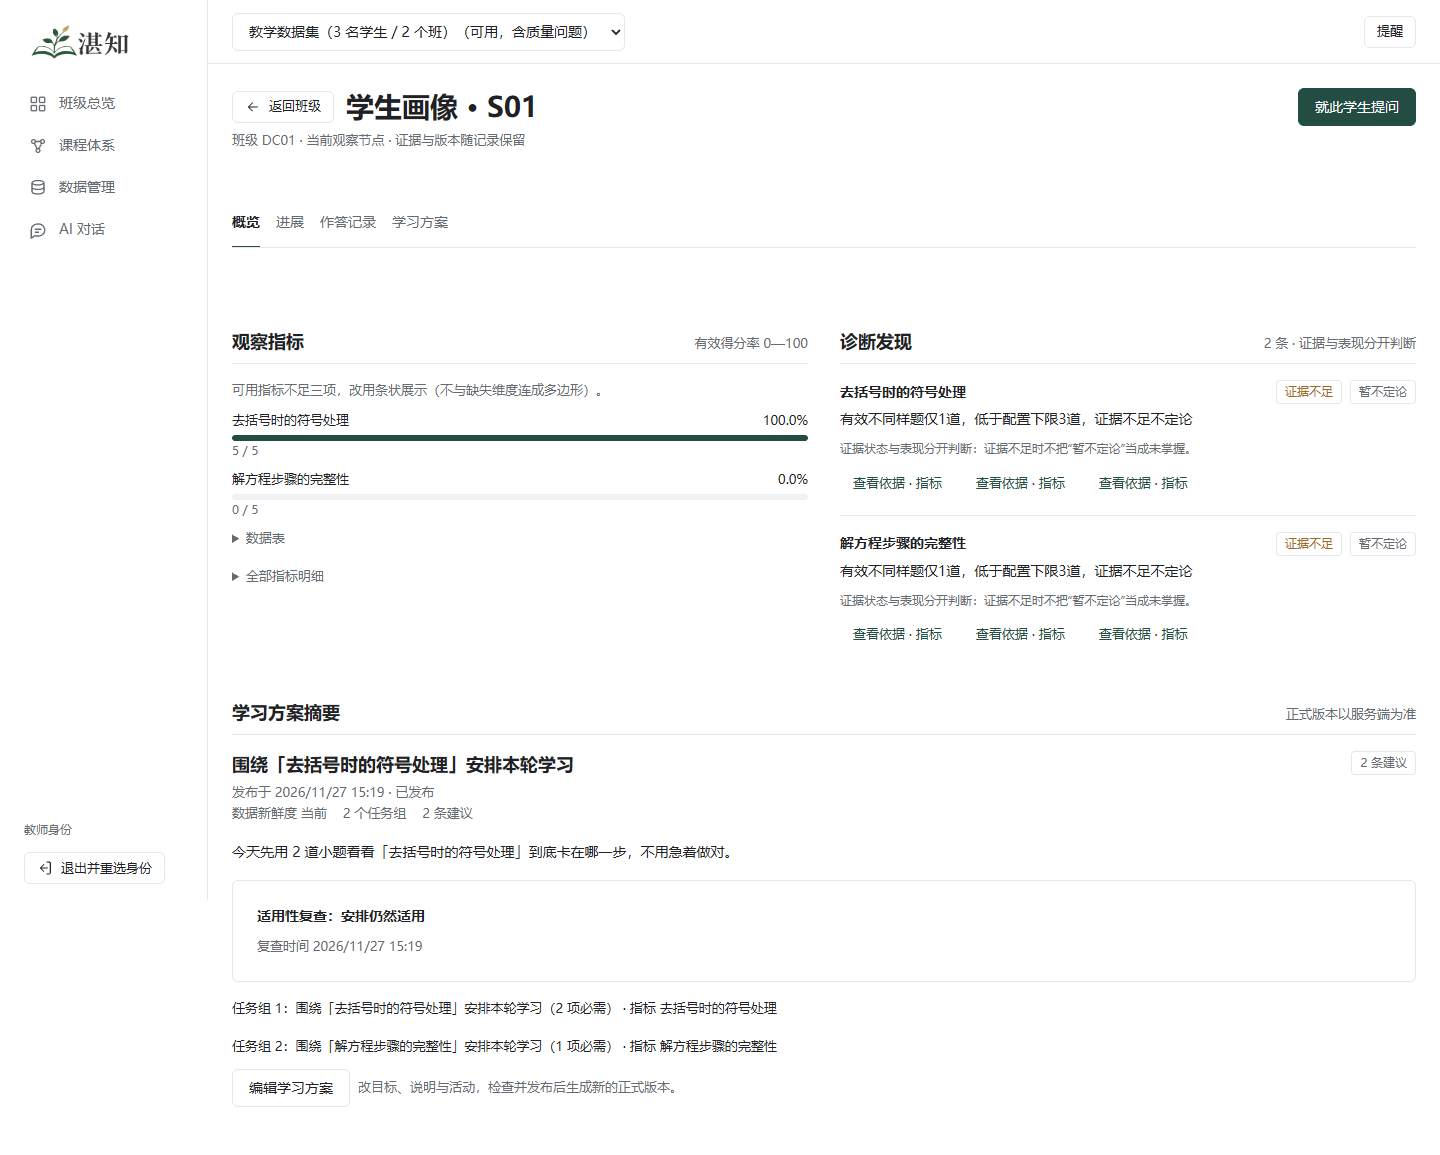 湛知
教学数据集（3 名学生 / 2 个班）（可用，含质量问题）
提醒
班级总览
课程体系
数据管理
AI 对话
返回班级
学生画像 • S01
就此学生提问
班级 DC01 · 当前观察节点 · 证据与版本随记录保留
概览
进展
作答记录
学习方案
观察指标
有效得分率 0—100
可用指标不足三项，改用条状展示（不与缺失维度连成多边形）。
去括号时的符号处理
100.0%
5 / 5
解方程步骤的完整性
0.0%
0 / 5
数据表
全部指标明细
诊断发现
2 条 · 证据与表现分开判断
去括号时的符号处理
证据不足
暂不定论
有效不同样题仅1道，低于配置下限3道，证据不足不定论
证据状态与表现分开判断：证据不足时不把“暂不定论”当成未掌握。
查看依据 · 指标
查看依据 · 指标
查看依据 · 指标
解方程步骤的完整性
证据不足
暂不定论
有效不同样题仅1道，低于配置下限3道，证据不足不定论
证据状态与表现分开判断：证据不足时不把“暂不定论”当成未掌握。
查看依据 · 指标
查看依据 · 指标
查看依据 · 指标
学习方案摘要
正式版本以服务端为准
围绕「去括号时的符号处理」安排本轮学习
2 条建议
发布于 2026/11/27 15:19 · 已发布
数据新鲜度 当前
2 个任务组
2 条建议
今天先用 2 道小题看看「去括号时的符号处理」到底卡在哪一步，不用急着做对。
适用性复查：安排仍然适用
复查时间 2026/11/27 15:19
任务组 1：围绕「去括号时的符号处理」安排本轮学习（2 项必需） · 指标 去括号时的符号处理
任务组 2：围绕「解方程步骤的完整性」安排本轮学习（1 项必需） · 指标 解方程步骤的完整性
编辑学习方案
改目标、说明与活动，检查并发布后生成新的正式版本。
教师身份
退出并重选身份